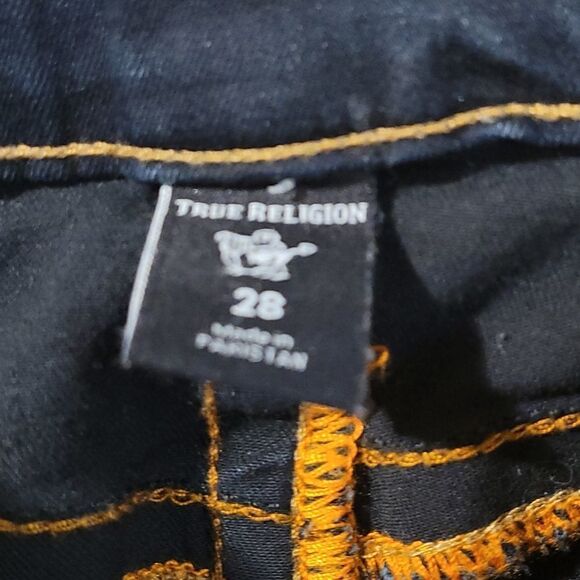 TRUE RELIGION
28
Made in
PAKISTAN